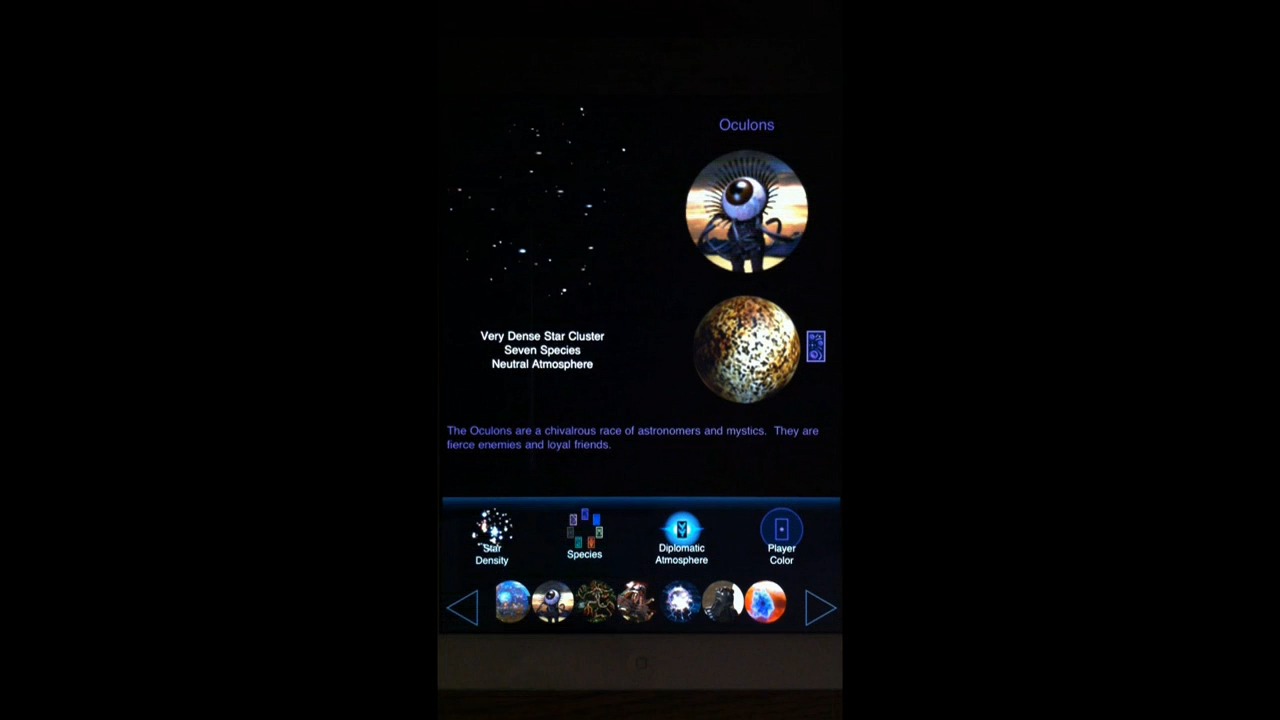 Oculons
Very Dense Star Cluster
Seven Species
Neutral Atmosphere
The Oculons are a chivalrous race of astronomers and mystics.  They are
fierce enemies and loyal friends.
Star
Density
Species
Diplomatic
Atmosphere
Player
Color